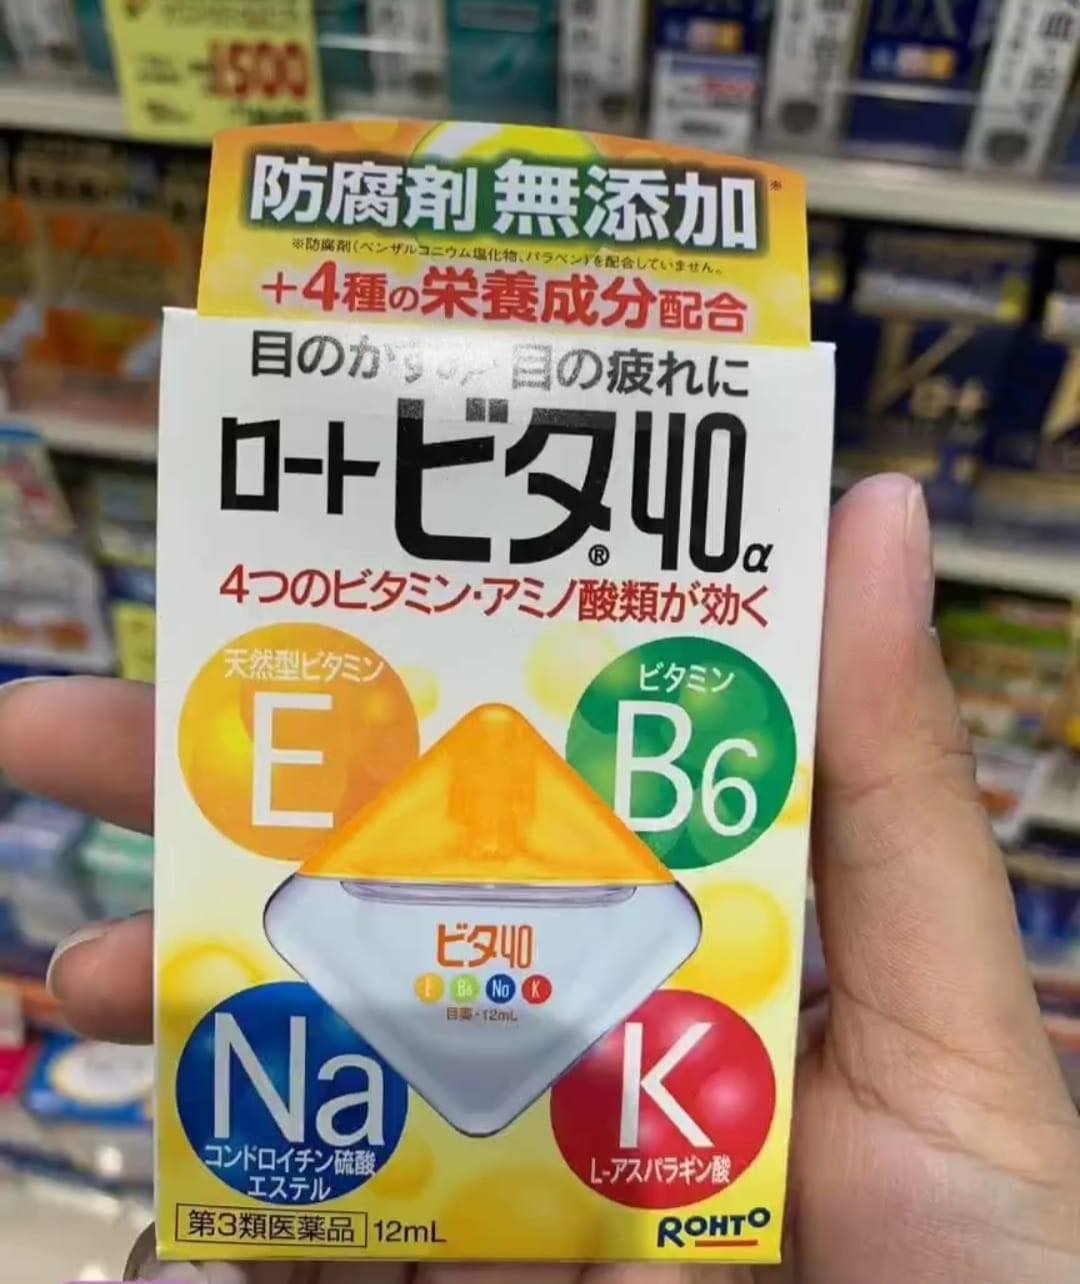 1500
防腐剤 無添加※
※防腐剤(ベンザルコニウム塩化物、パラベン)を配合していません。
+4種の栄養成分配合
目のかすみ・目の疲れに
ロートビタ®40α
4つのビタミン・アミノ酸類が効く
天然型ビタミン
E
ビタミン
B6
ビタ40
E B6 Na K
目薬・12mL
Na
コンドロイチン硫酸
エステル
K
L-アスパラギン酸
第3類医薬品 12mL
ROHTO